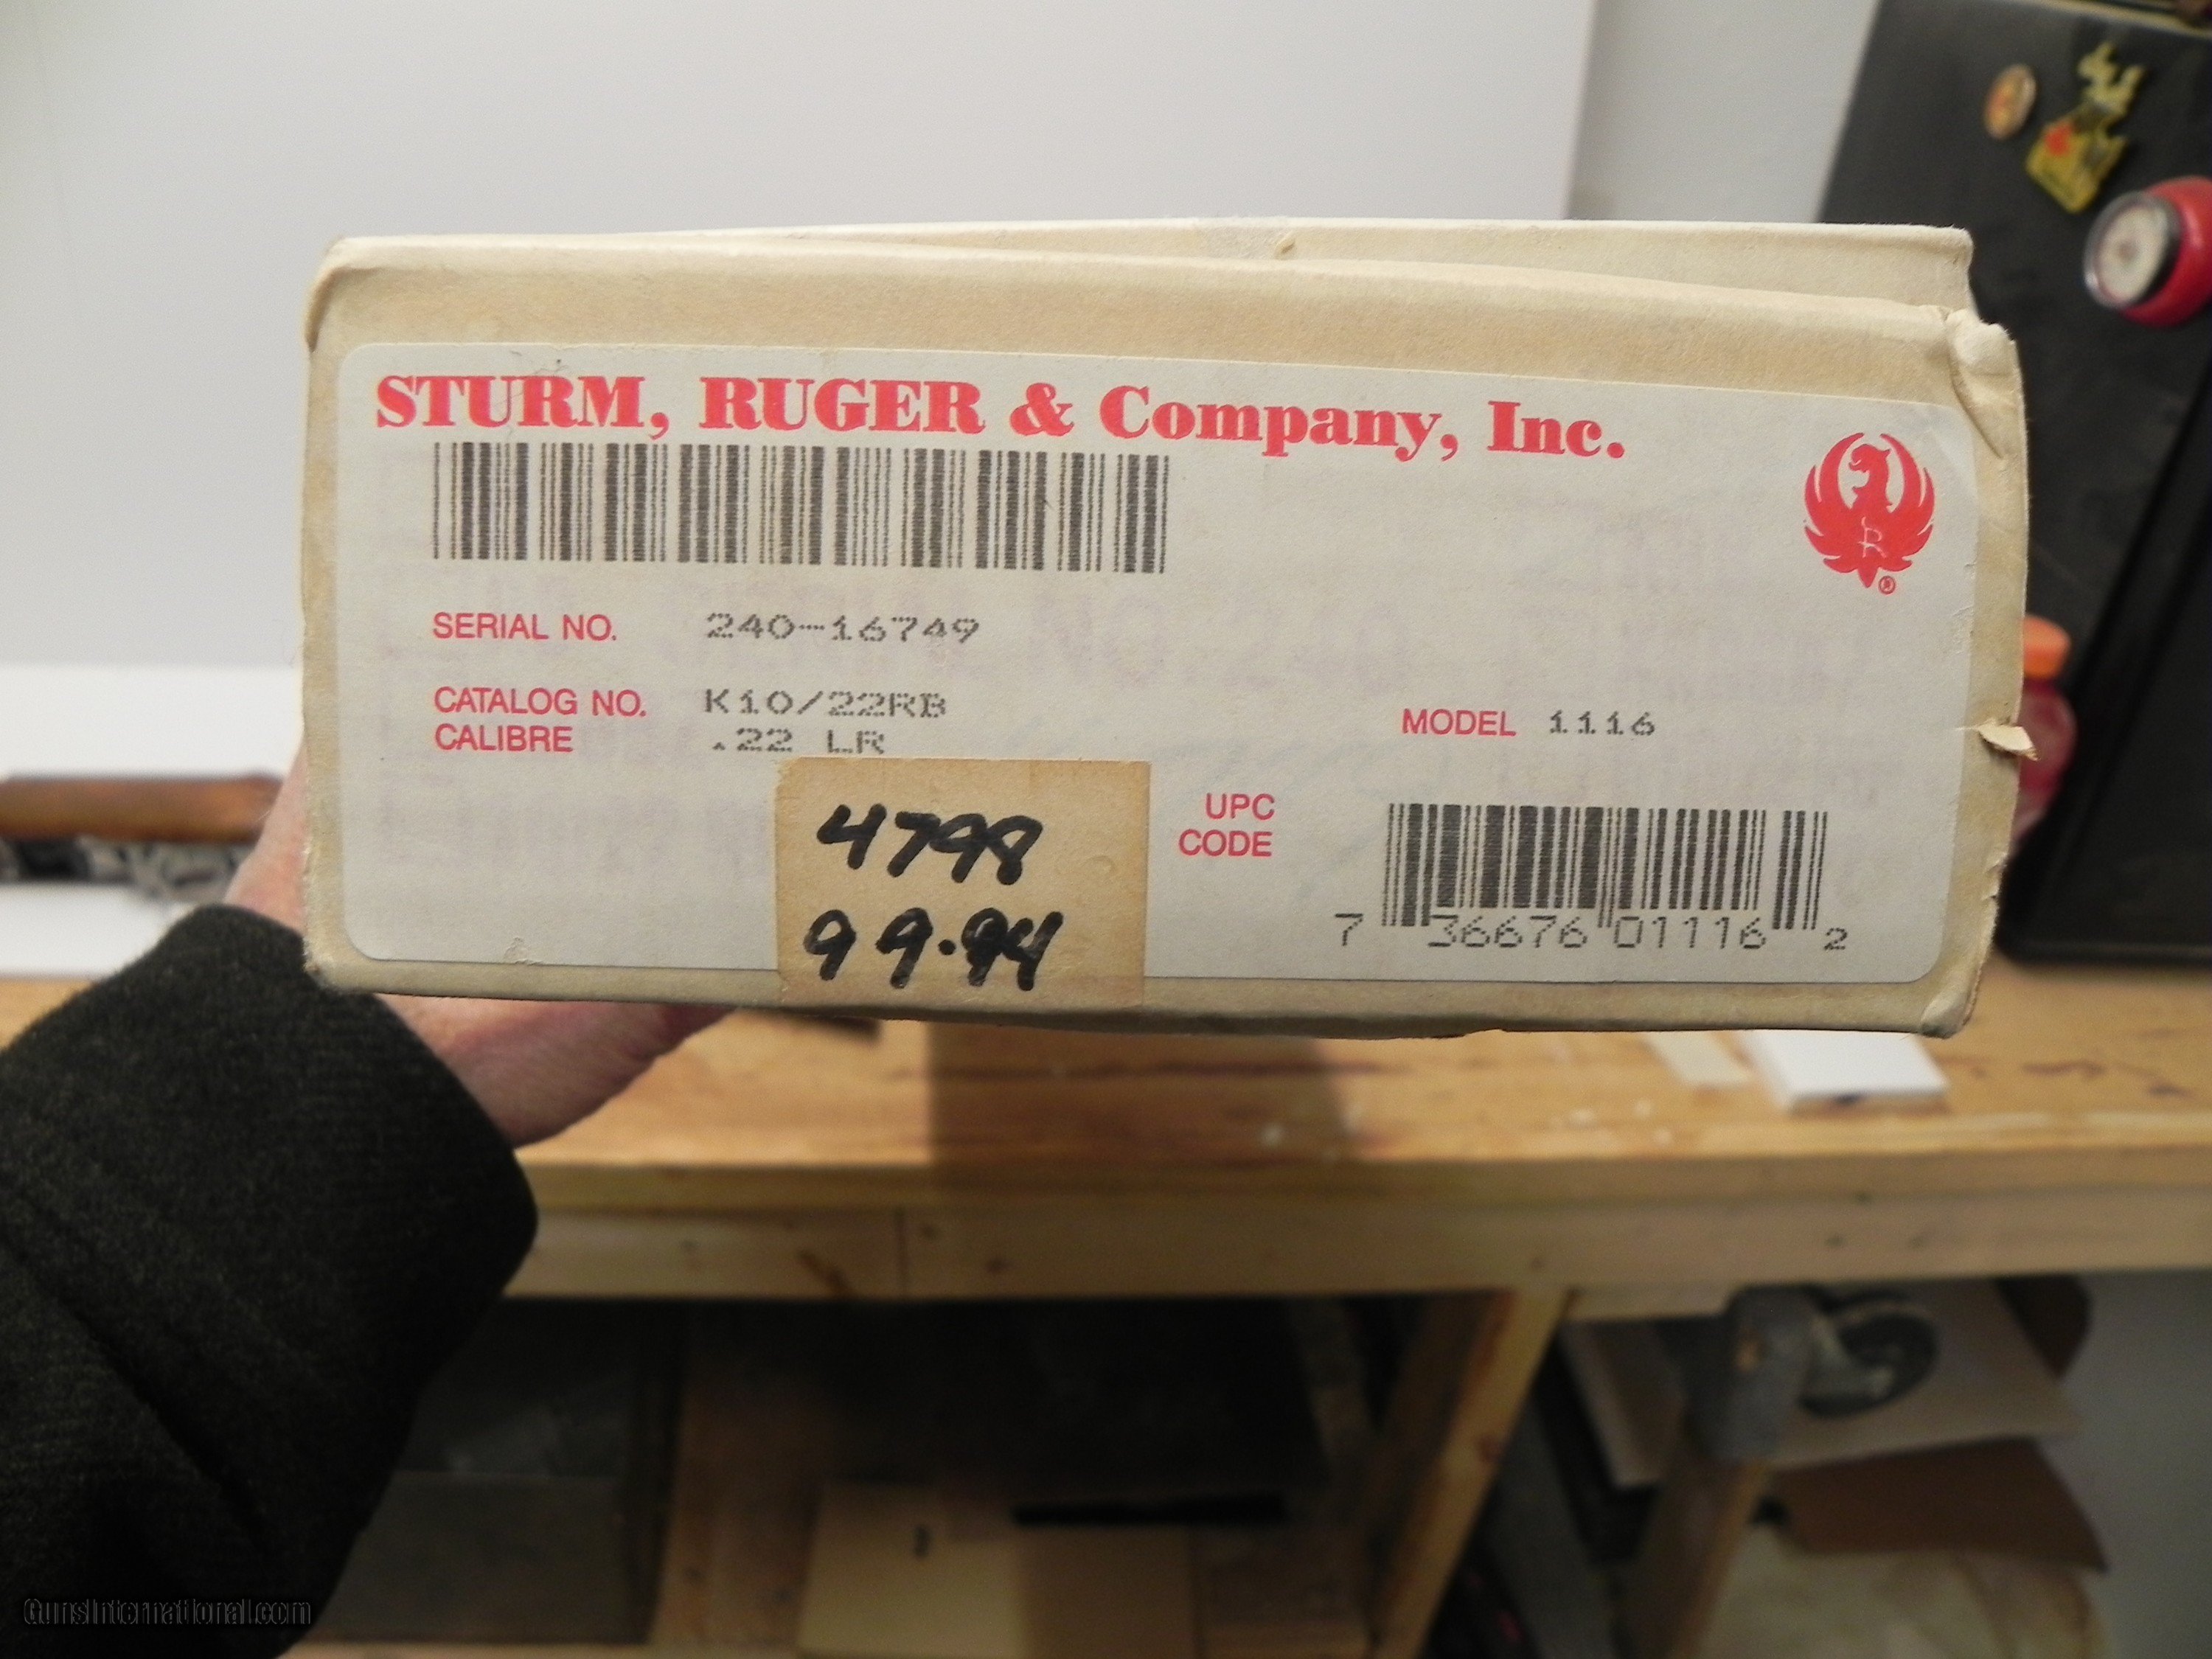 STURM, RUGER & Company, Inc.
R
®
SERIAL NO. 240-16749
CATALOG NO. K10/22RB
CALIBRE .22 LR
MODEL 1116
4798
99.94
UPC
CODE
7 36676 01116 2
GunsInternational.com